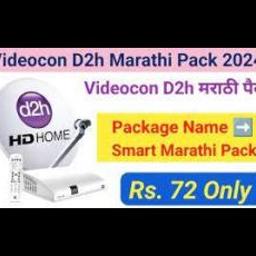 Videocon D2h Marathi Pack 2024
Videocon D2h मराठी
d2h
HD HOME
Package Name ➡
Smart Marathi Pack
Rs. 72 Only